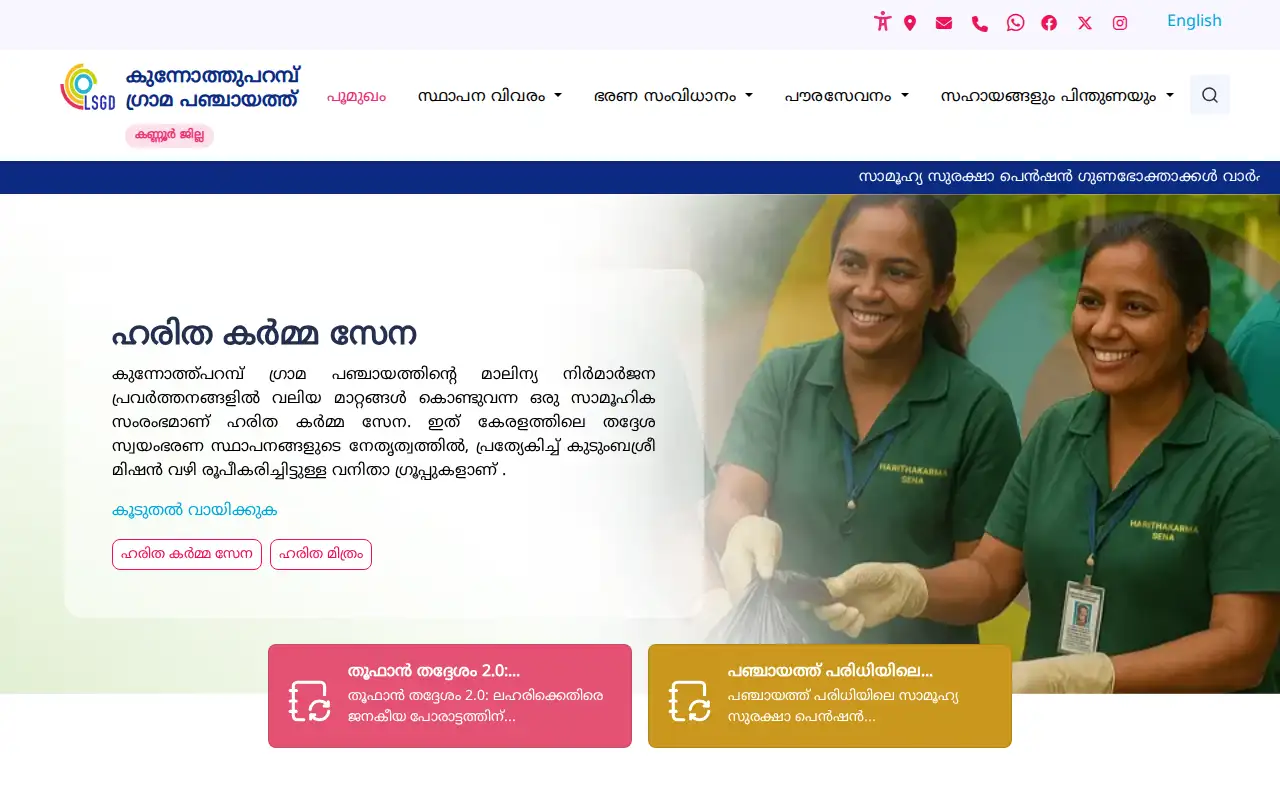 English
കുന്നോത്തുപറമ്പ്
ഗ്രാമ പഞ്ചായത്ത്
LSGD
കണ്ണൂർ ജില്ല
പൂമുഖം
സ്ഥാപന വിവരം
ഭരണ സംവിധാനം
പൗരസേവനം
സഹായങ്ങളും പിന്തുണയും
സാമൂഹ്യ സുരക്ഷാ പെൻഷൻ ഗുണഭോക്താക്കൾ
ഹരിത കർമ്മ സേന
കുന്നോത്ത്പറമ്പ് ഗ്രാമ പഞ്ചായത്തിന്റെ മാലിന്യ നിർമാർജന
പ്രവർത്തനങ്ങളിൽ വലിയ മാറ്റങ്ങൾ കൊണ്ടുവന്ന ഒരു സാമൂഹിക
സംരംഭമാണ് ഹരിത കർമ്മ സേന. ഇത് കേരളത്തിലെ തദ്ദേശ
സ്വയംഭരണ സ്ഥാപനങ്ങളുടെ നേതൃത്വത്തിൽ, പ്രത്യേകിച്ച് കുടുംബശ്രീ
മിഷൻ വഴി രൂപീകരിച്ചിട്ടുള്ള വനിതാ ഗ്രൂപ്പുകളാണ് .
കൂടുതൽ വായിക്കുക
ഹരിത കർമ്മ സേന
ഹരിത മിത്രം
HARITHAKARMA
SENA
HARITHAKARMA
SENA
തൂഫാൻ തദ്ദേശം 2.0:...
തൂഫാൻ തദ്ദേശം 2.0: ലഹരിക്കെതിരെ
ജനകീയ പോരാട്ടത്തിന്...
പഞ്ചായത്ത് പരിധിയിലെ...
പഞ്ചായത്ത് പരിധിയിലെ സാമൂഹ്യ
സുരക്ഷാ പെൻഷൻ...